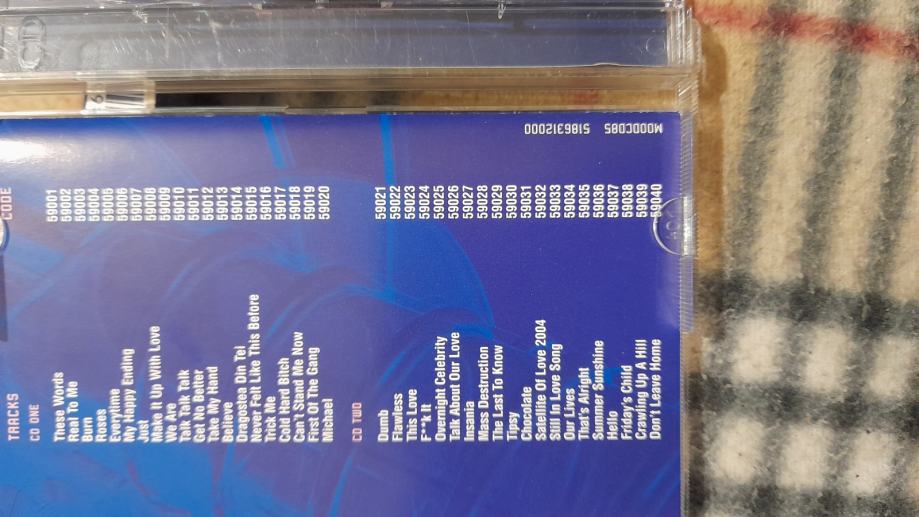 TRACKS CODE
CD ONE
These Words 59001
Real To Me 59002
Burn 59003
Roses 59004
Everytime 59005
My Happy Ending 59006
Just 59007
Make It Up With Love 59008
We Are 59009
Talk Talk Talk 59010
Get No Better 59011
Take My Hand 59012
Believe 59013
Dragostea Din Tei 59014
Never Felt Like This Before 59015
Trick Me 59016
Cold Hard Bitch 59017
Can't Stand Me Now 59018
First Of The Gang 59019
Michael 59020
CD TWO
Dumb 59021
Flawless 59022
This Love 59023
F**k It 59024
Overnight Celebrity 59025
Talk About Our Love 59026
Insania 59027
Mass Destruction 59028
The Last To Know 59029
Tipsy 59030
Chocolate 59031
Satellite Of Love 2004 59032
Still In Love Song 59033
Our Lives 59034
That's Alright 59035
Summer Sunshine 59036
Hello 59037
Friday's Child 59038
Crawling Up A Hill 59039
Don't Leave Home 59040
MOODCD85 5186312000
CD